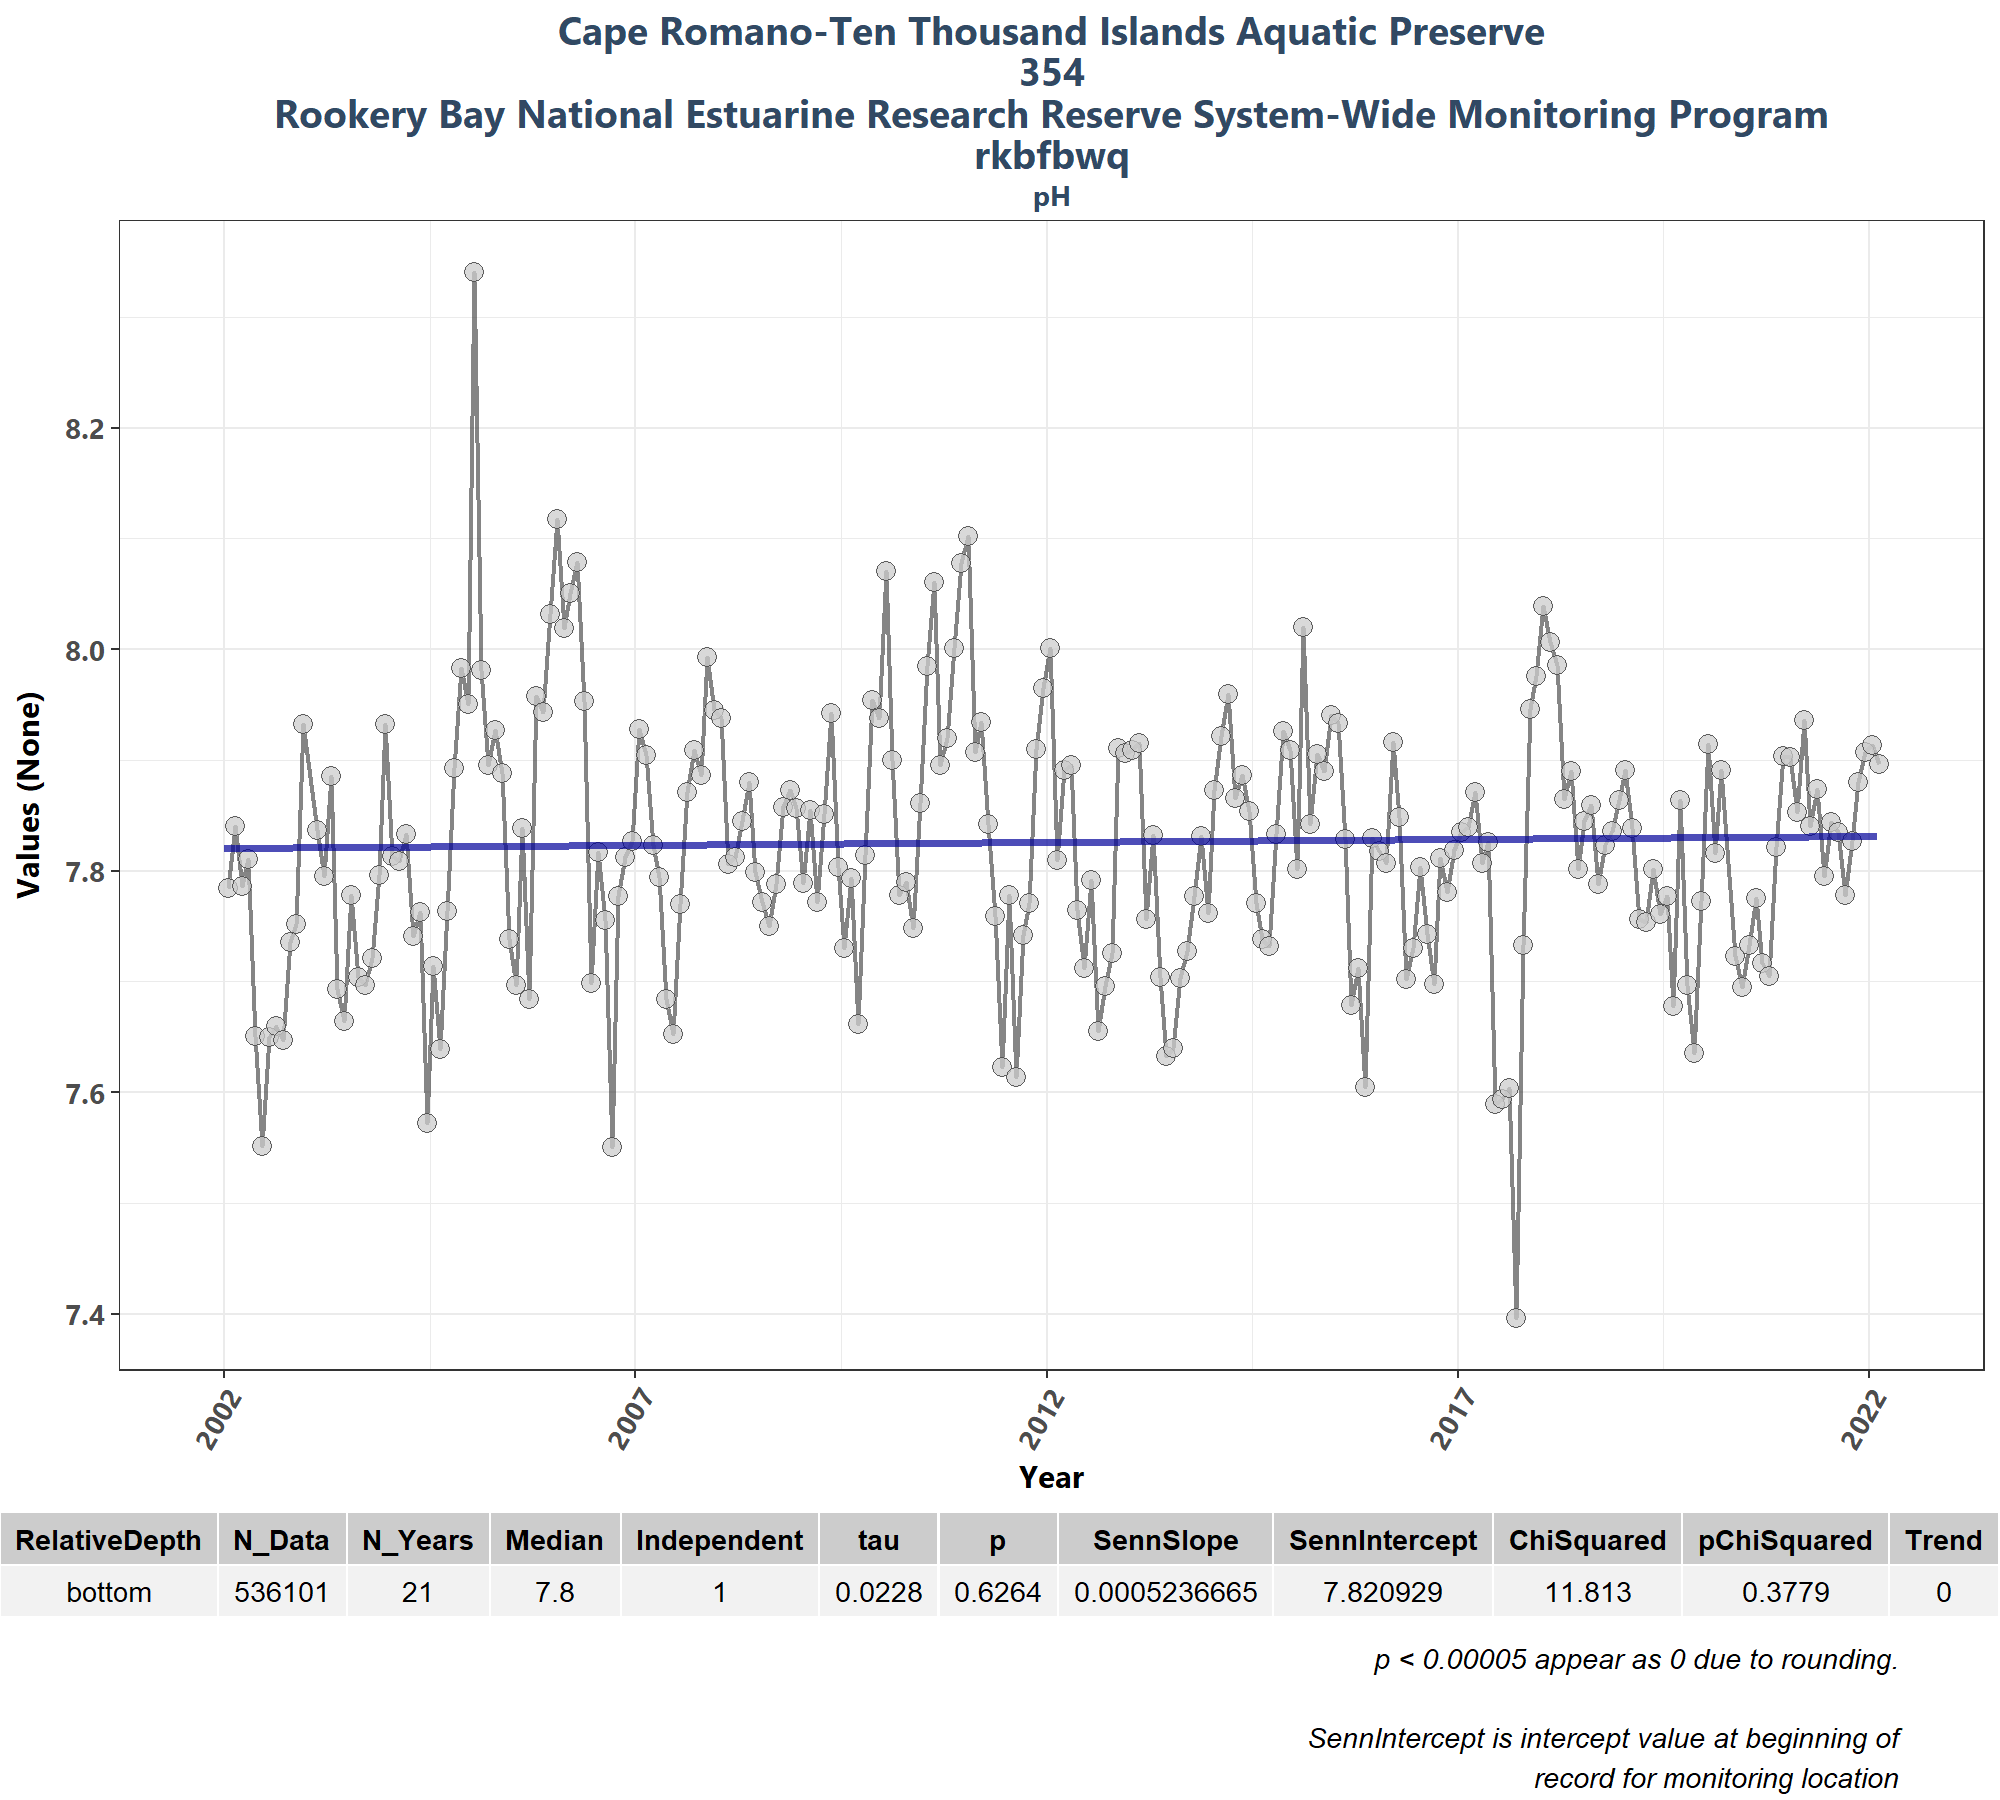 Cape Romano-Ten Thousand Islands Aquatic Preserve
354
Rookery Bay National Estuarine Research Reserve System-Wide Monitoring Program
rkbfbwq
pH
Values (None)
8.2
8.0
7.8
7.6
7.4
2002
2007
2012
2017
2022
Year
RelativeDepth N_Data N_Years Median Independent tau p SennSlope SennIntercept ChiSquared pChiSquared Trend
bottom 536101 21 7.8 1 0.0228 0.6264 0.0005236665 7.820929 11.813 0.3779 0
p < 0.00005 appear as 0 due to rounding.
SennIntercept is intercept value at beginning of
record for monitoring location